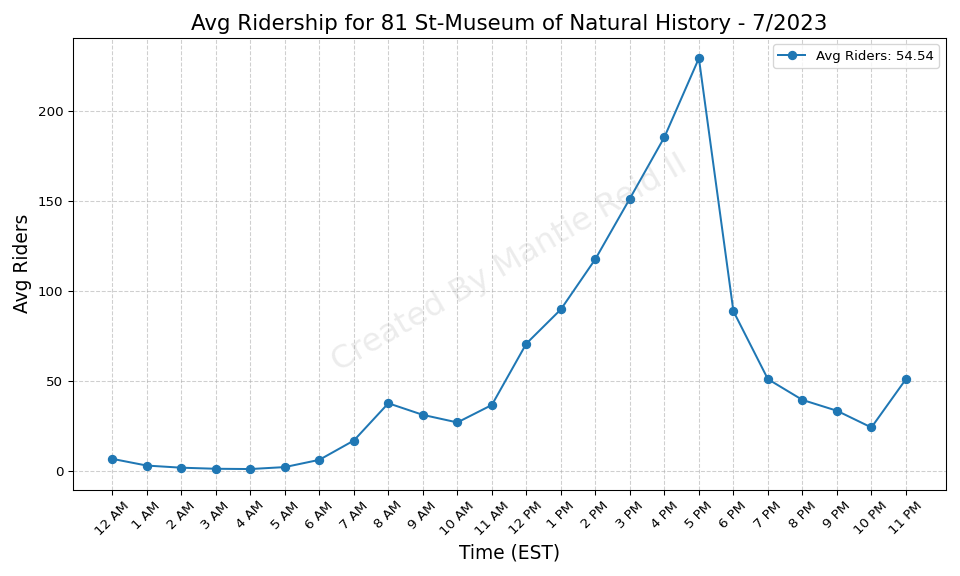 Avg Ridership for 81 St-Museum of Natural History - 7/2023
Avg Riders: 54.54
200
150
100
50
0
Avg Riders
Created By Mantie Reid II
12 AM
1 AM
2 AM
3 AM
4 AM
5 AM
6 AM
7 AM
8 AM
9 AM
10 AM
11 AM
12 PM
1 PM
2 PM
3 PM
4 PM
5 PM
6 PM
7 PM
8 PM
9 PM
10 PM
11 PM
Time (EST)